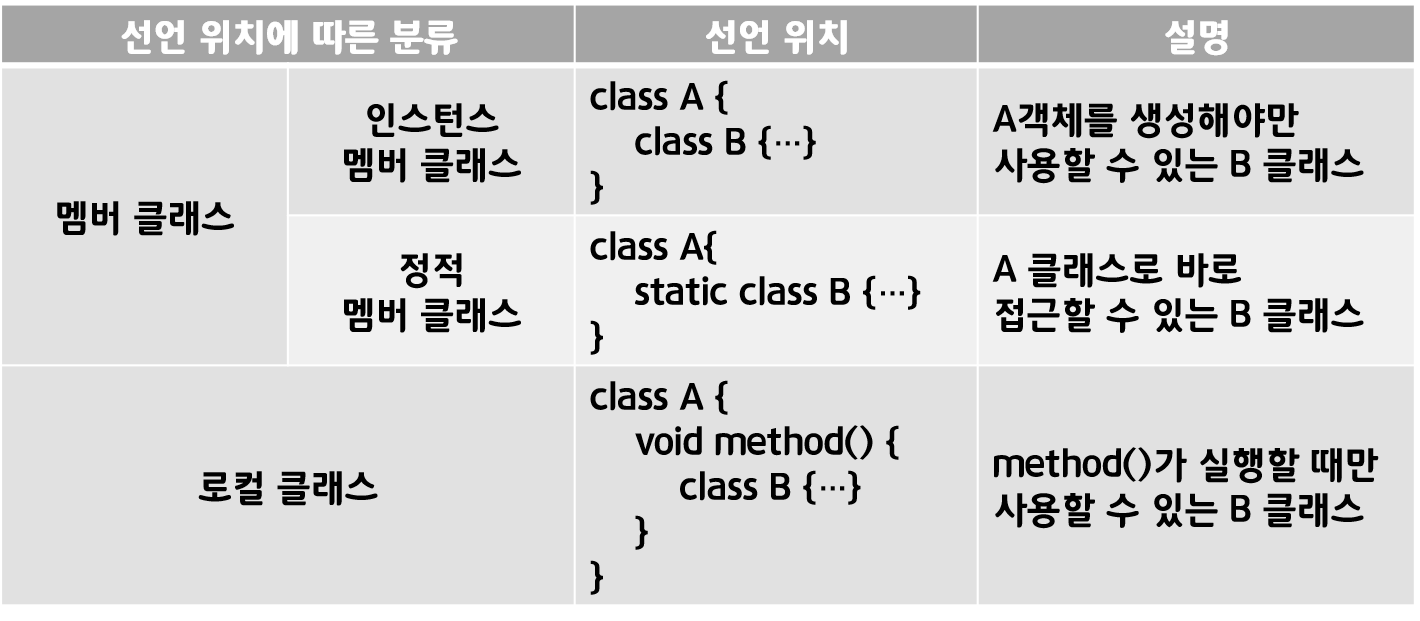 선언 위치에 따른 분류
선언 위치
설명
멤버 클래스
인스턴스
멤버 클래스
class A {
class B {···}
}
A객체를 생성해야만
사용할 수 있는 B 클래스
정적
멤버 클래스
class A{
static class B {···}
}
A 클래스로 바로
접근할 수 있는 B 클래스
로컬 클래스
class A {
void method() {
class B {···}
}
}
method()가 실행할 때만
사용할 수 있는 B 클래스